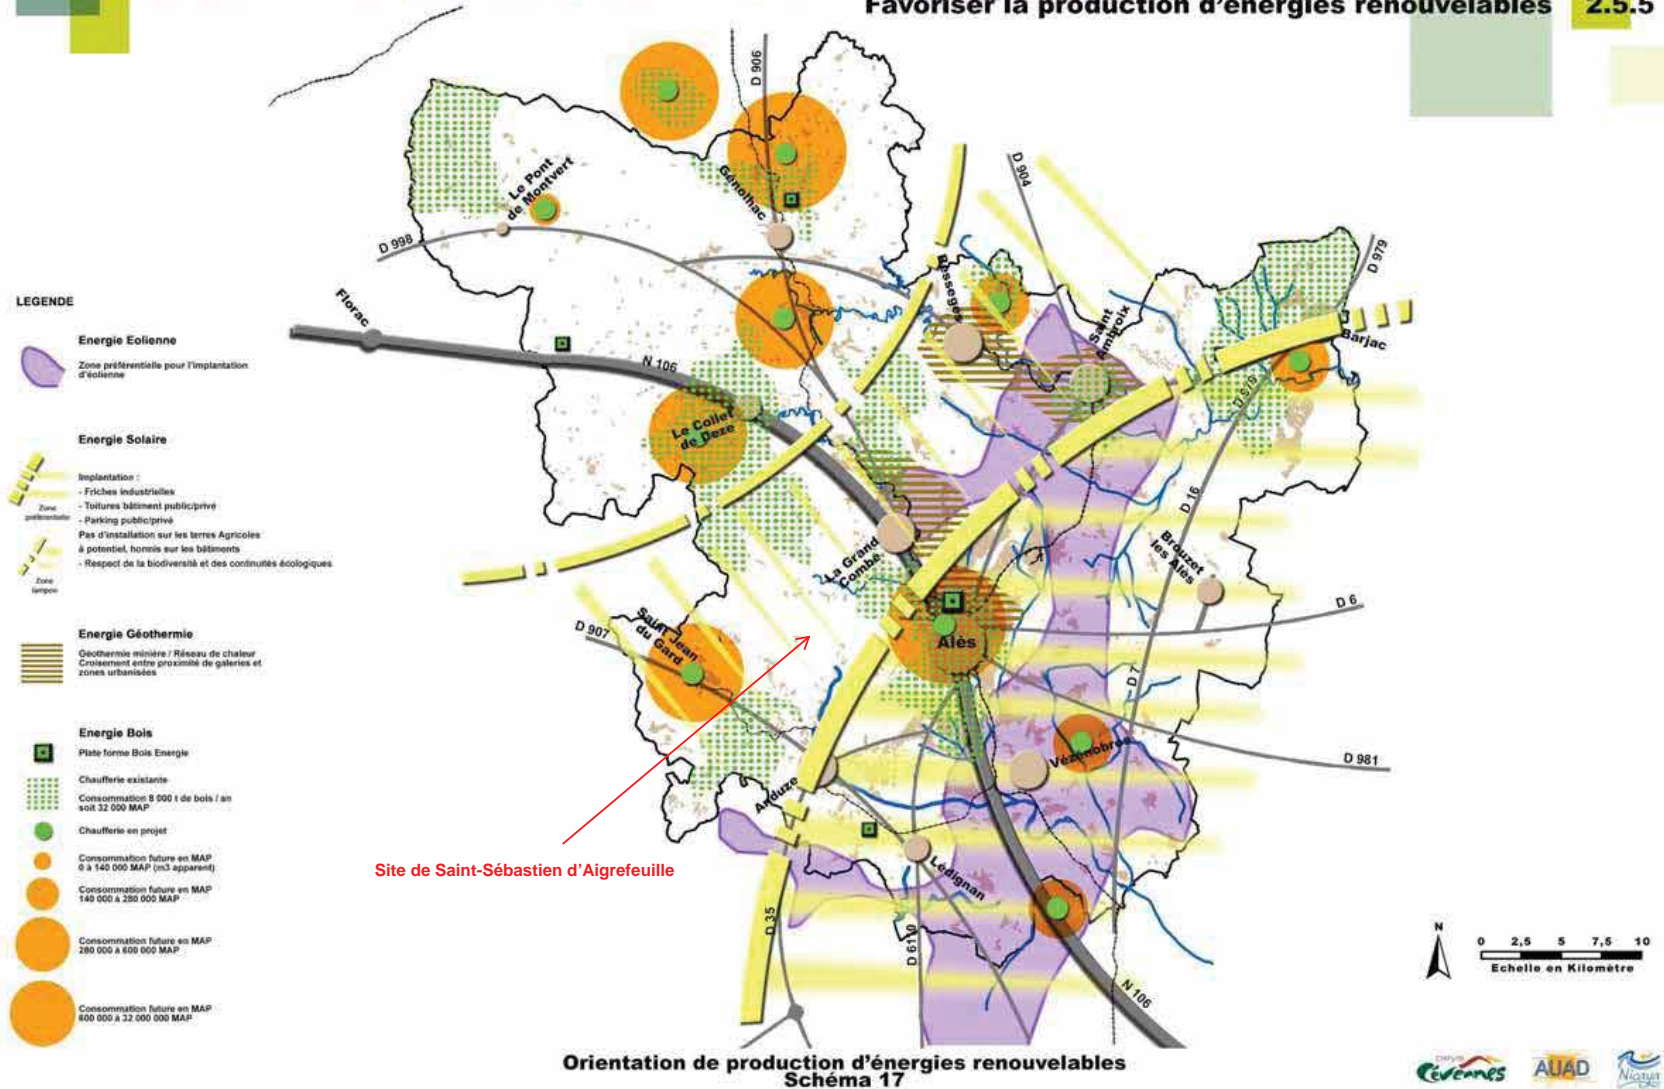 Favoriser la production d'énergies renouvelables 2.5.5
D 906
D 904
Le Pont
de Montvert
Génolhac
D 998
D 979
Florac
Besseges
Saint
Ambroix
Barjac
N 106
D 979
Le Collet
de Deze
D 16
La Grand
Combe
Brouzet
les Alès
D 6
D 907
Saint Jean
du Gard
Alès
D 7
Vézénobres
D 981
Anduze
Site de Saint-Sébastien d'Aigrefeuille
Lédignan
D 35
D 6110
N 106
LEGENDE
Energie Eolienne
Zone préférentielle pour l'implantation
d'éolienne
Energie Solaire
Implantation :
- Friches industrielles
Zone
préférentielle
- Toitures bâtiment public/privé
- Parking public/privé
Pas d'installation sur les terres Agricoles
à potentiel, hormis sur les bâtiments
- Respect de la biodiversité et des continuités écologiques
Zone
tampon
Energie Géothermie
Géothermie minière / Réseau de chaleur
Croisement entre proximité de galeries et
zones urbanisées
Energie Bois
Plate forme Bois Energie
Chaufferie existante
Consommation 8 000 t de bois / an
soit 32 000 MAP
Chaufferie en projet
Consommation future en MAP
0 à 140 000 MAP (m3 apparent)
Consommation future en MAP
140 000 à 280 000 MAP
Consommation future en MAP
280 000 à 600 000 MAP
Consommation future en MAP
600 000 à 32 000 000 MAP
N
0 2,5 5 7,5 10
Echelle en Kilomètre
Orientation de production d'énergies renouvelables
Schéma 17
pays
Cévennes
AUAD